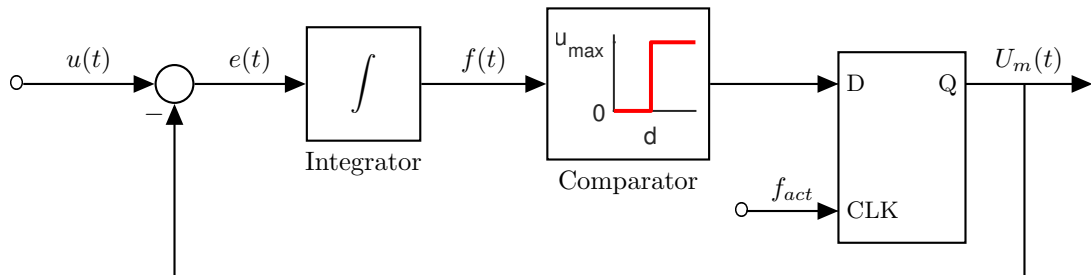 u(t)
−
e(t)
∫
Integrator
f(t)
u_max
0
d
Comparator
D
Q
f_act
CLK
U_m(t)